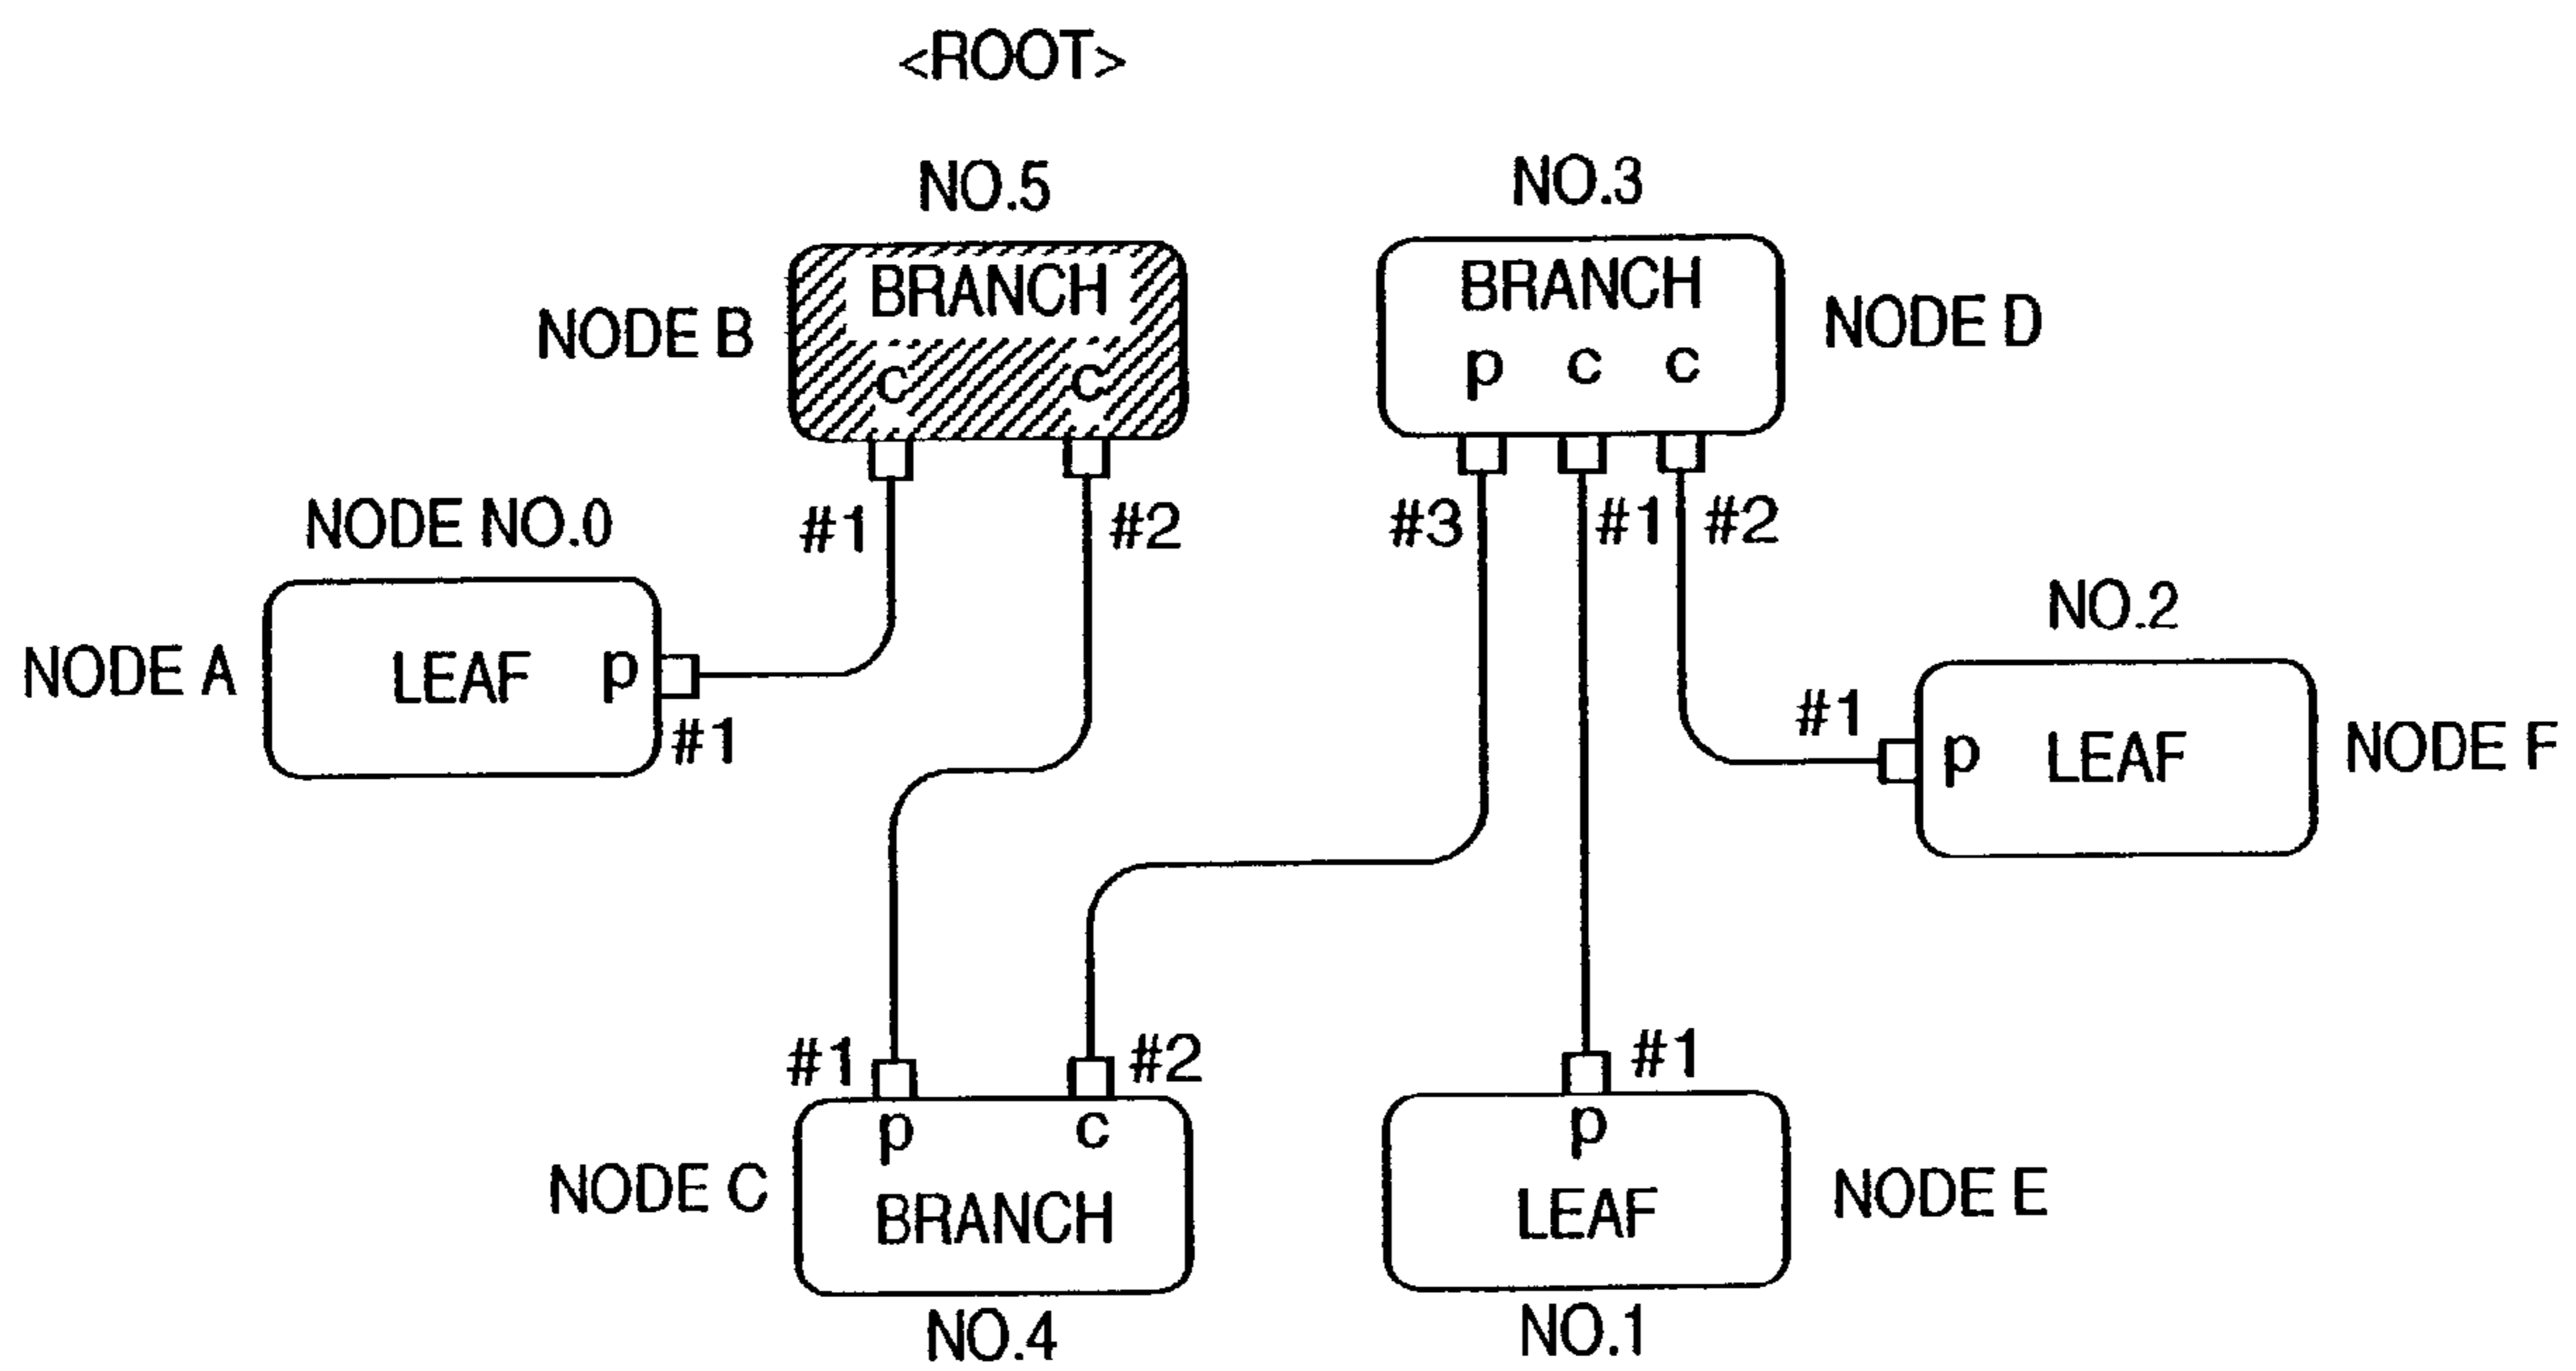 <ROOT>
NO.5
NO.3
BRANCH
BRANCH
NODE B
NODE D
c c
p c c
#1 #2
#3 #1 #2
NODE NO.0
NO.2
NODE A
LEAF p
#1
#1
p LEAF
NODE F
#1 #2
#1
p c
p
NODE C
BRANCH
LEAF
NODE E
NO.4
NO.1